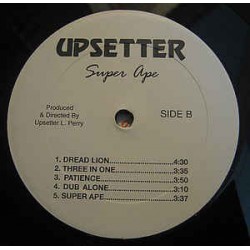 UPSETTER
Super Ape
Produced
& Directed By
Upsetter L. Perry
SIDE B
1. DREAD LION....................4:30
2. THREE IN ONE................3:35
3. PATIENCE......................3:50
4. DUB ALONE....................3:10
5. SUPER APE....................3:37